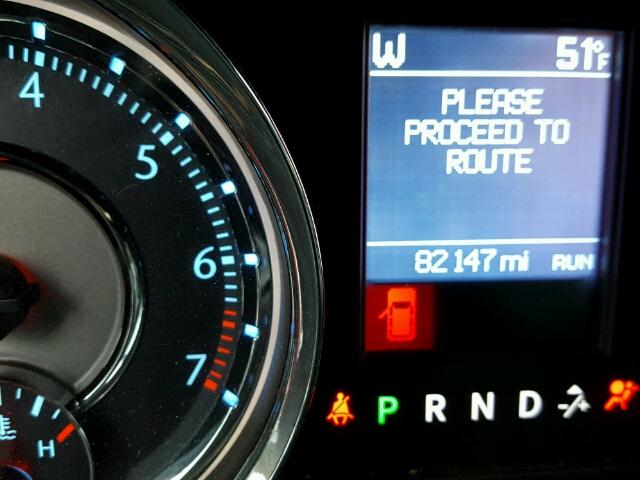 W 51°F
PLEASE
PROCEED TO
ROUTE
82147 mi RUN
4
5
6
7
H
P R N D